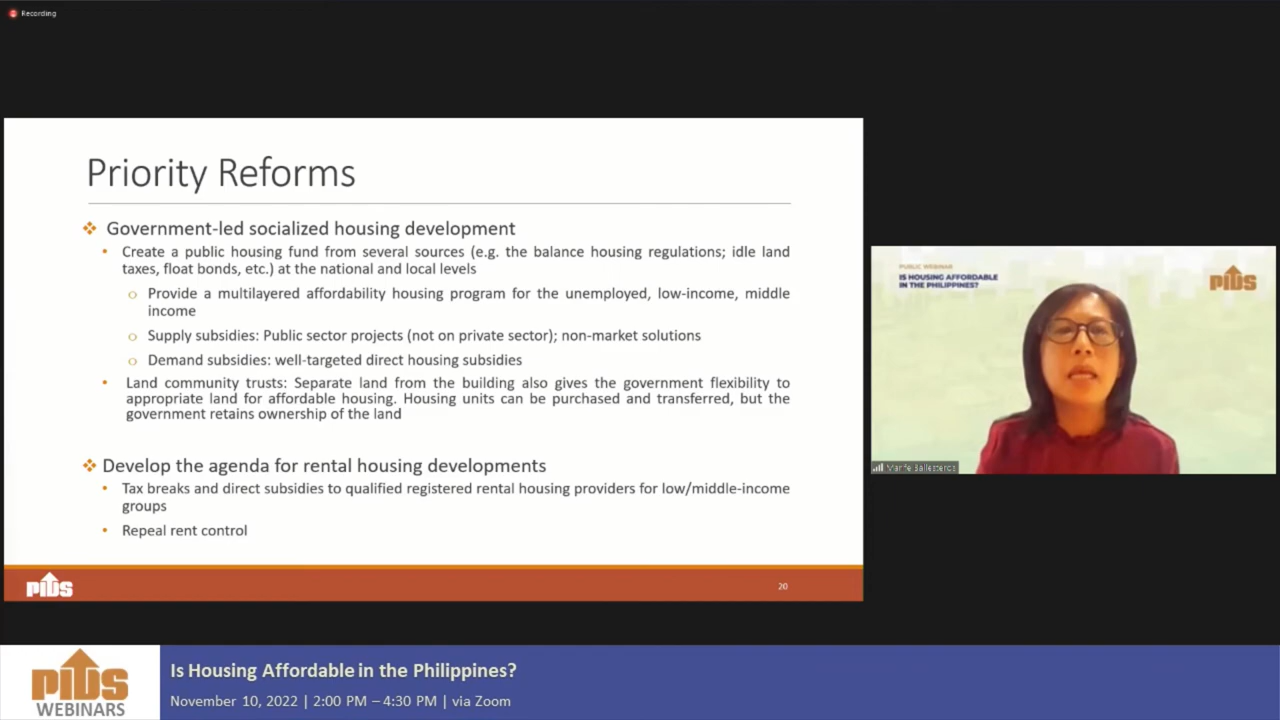 Recording
Priority Reforms
Government-led socialized housing development
Create a public housing fund from several sources (e.g. the balance housing regulations; idle land
taxes, float bonds, etc.) at the national and local levels
Provide a multilayered affordability housing program for the unemployed, low-income, middle
income
Supply subsidies: Public sector projects (not on private sector); non-market solutions
Demand subsidies: well-targeted direct housing subsidies
Land community trusts: Separate land from the building also gives the government flexibility to
appropriate land for affordable housing. Housing units can be purchased and transferred, but the
government retains ownership of the land
Develop the agenda for rental housing developments
Tax breaks and direct subsidies to qualified registered rental housing providers for low/middle-income
groups
Repeal rent control
PIDS
20
PUBLIC WEBINAR
IS HOUSING AFFORDABLE
IN THE PHILIPPINES?
PIDS
Marife Ballesteros
PIDS
WEBINARS
Is Housing Affordable in the Philippines?
November 10, 2022 | 2:00 PM – 4:30 PM | via Zoom